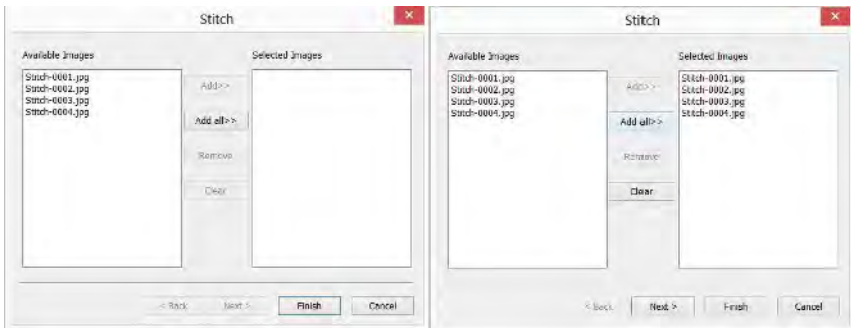 Stitch
Available Images
Selected Images
Stitch-0001.jpg
Stitch-0002.jpg
Stitch-0003.jpg
Stitch-0004.jpg
Add>>
Add all>>
Remove
Clear
< Back
Next >
Finish
Cancel
Stitch
Available Images
Selected Images
Stitch-0001.jpg
Stitch-0002.jpg
Stitch-0003.jpg
Stitch-0004.jpg
Add>>
Add all>>
Remove
Clear
Stitch-0001.jpg
Stitch-0002.jpg
Stitch-0003.jpg
Stitch-0004.jpg
< Back
Next >
Finish
Cancel